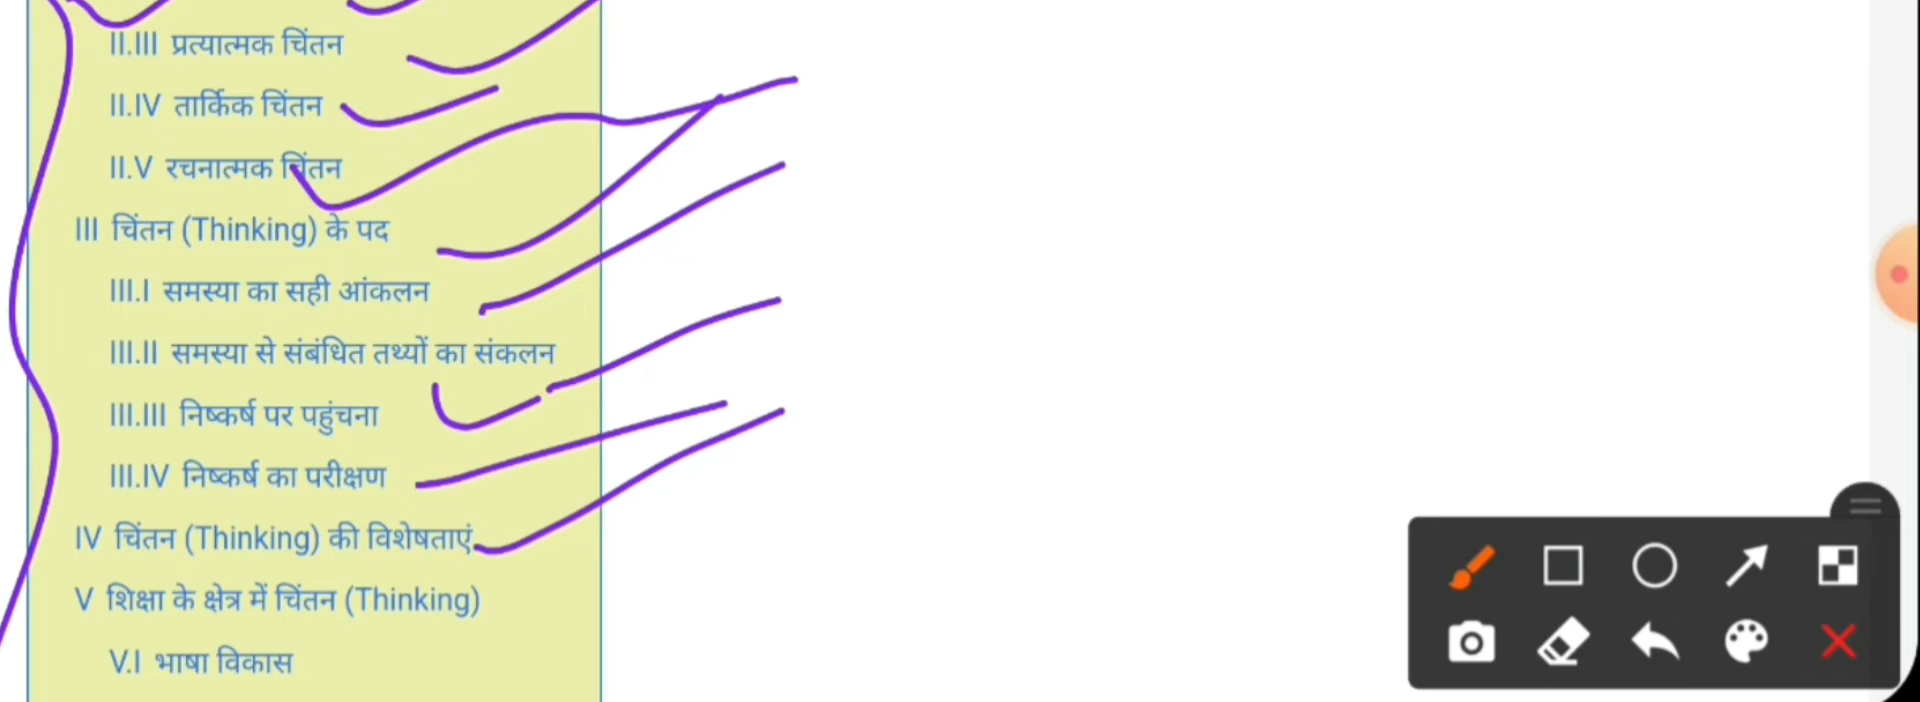 II.III प्रत्यात्मक चिंतन
II.IV तार्किक चिंतन
II.V रचनात्मक चिंतन
III चिंतन (Thinking) के पद
III.I समस्या का सही आंकलन
III.II समस्या से संबंधित तथ्यों का संकलन
III.III निष्कर्ष पर पहुंचना
III.IV निष्कर्ष का परीक्षण
IV चिंतन (Thinking) की विशेषताएं
V शिक्षा के क्षेत्र में चिंतन (Thinking)
V.I भाषा विकास